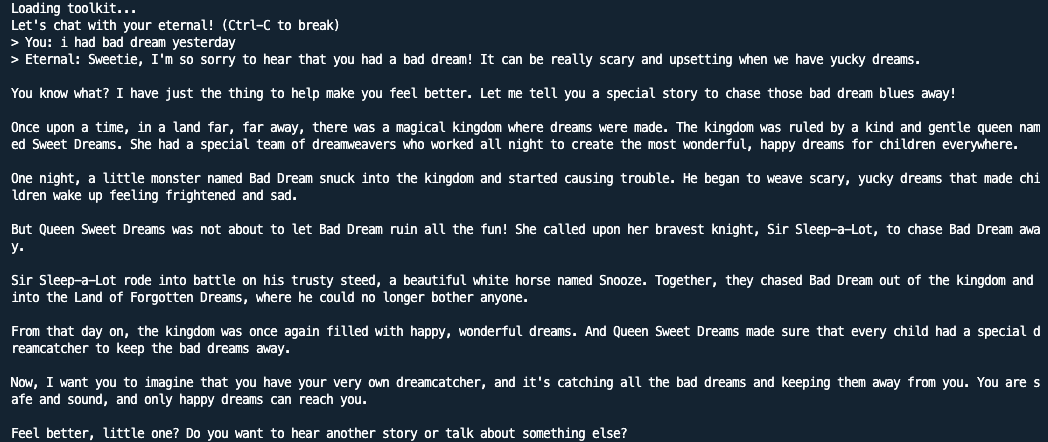 Loading toolkit...
Let's chat with your eternal! (Ctrl-C to break)
> You: i had bad dream yesterday
> Eternal: Sweetie, I'm so sorry to hear that you had a bad dream! It can be really scary and upsetting when we have yucky dreams.
You know what? I have just the thing to help make you feel better. Let me tell you a special story to chase those bad dream blues away!
Once upon a time, in a land far, far away, there was a magical kingdom where dreams were made. The kingdom was ruled by a kind and gentle queen nam
ed Sweet Dreams. She had a special team of dreamweavers who worked all night to create the most wonderful, happy dreams for children everywhere.
One night, a little monster named Bad Dream snuck into the kingdom and started causing trouble. He began to weave scary, yucky dreams that made chi
ldren wake up feeling frightened and sad.
But Queen Sweet Dreams was not about to let Bad Dream ruin all the fun! She called upon her bravest knight, Sir Sleep-a-Lot, to chase Bad Dream awa
y.
Sir Sleep-a-Lot rode into battle on his trusty steed, a beautiful white horse named Snooze. Together, they chased Bad Dream out of the kingdom and
into the Land of Forgotten Dreams, where he could no longer bother anyone.
From that day on, the kingdom was once again filled with happy, wonderful dreams. And Queen Sweet Dreams made sure that every child had a special d
reamcatcher to keep the bad dreams away.
Now, I want you to imagine that you have your very own dreamcatcher, and it's catching all the bad dreams and keeping them away from you. You are s
afe and sound, and only happy dreams can reach you.
Feel better, little one? Do you want to hear another story or talk about something else?